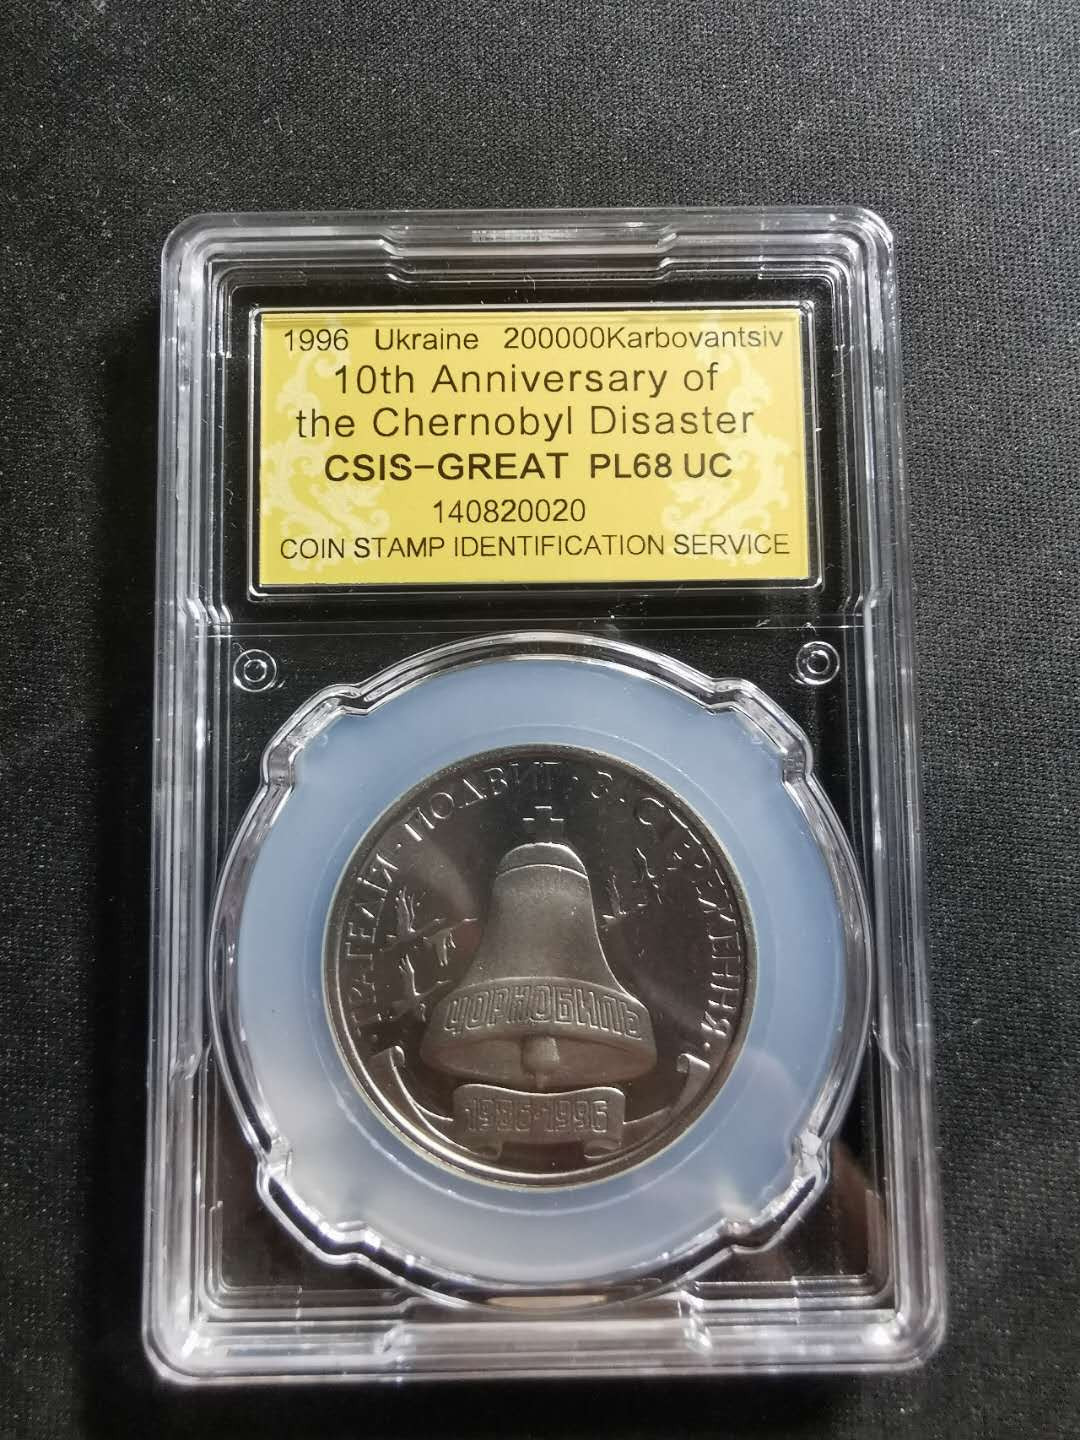 1996 Ukraine 200000Karbovantsiv
10th Anniversary of
the Chernobyl Disaster
CSIS-GREAT PL68 UC
140820020
COIN STAMP IDENTIFICATION SERVICE
· ТРАГЕДІЯ · ПОДВИГ · ЗАСТЕРЕЖЕННЯ ·
ЧОРНОБИЛЬ
1986·1996